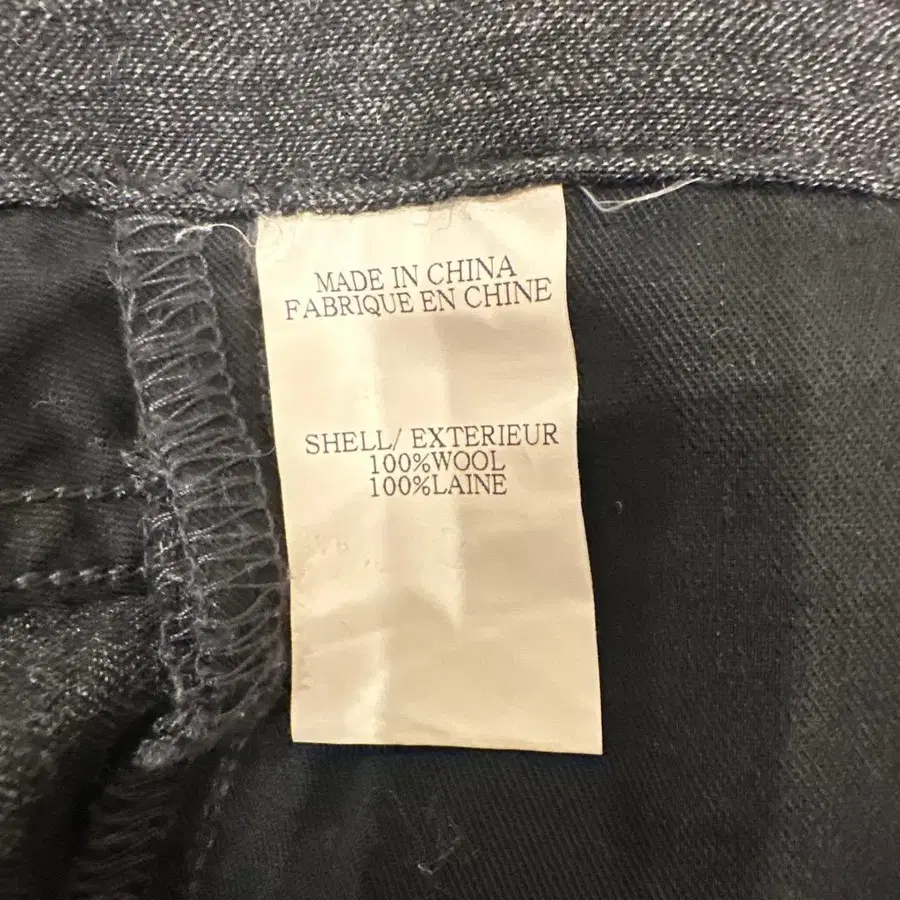 MADE IN CHINA
FABRIQUE EN CHINE
SHELL/ EXTERIEUR
100%WOOL
100%LAINE